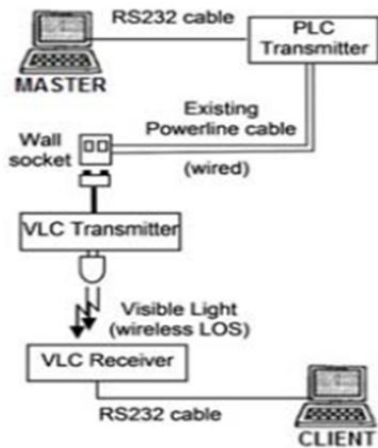 RS232 cable
PLC
Transmitter
MASTER
Existing
Powerline cable
Wall
socket
(wired)
VLC Transmitter
Visible Light
(wireless LOS)
VLC Receiver
RS232 cable
CLIENT